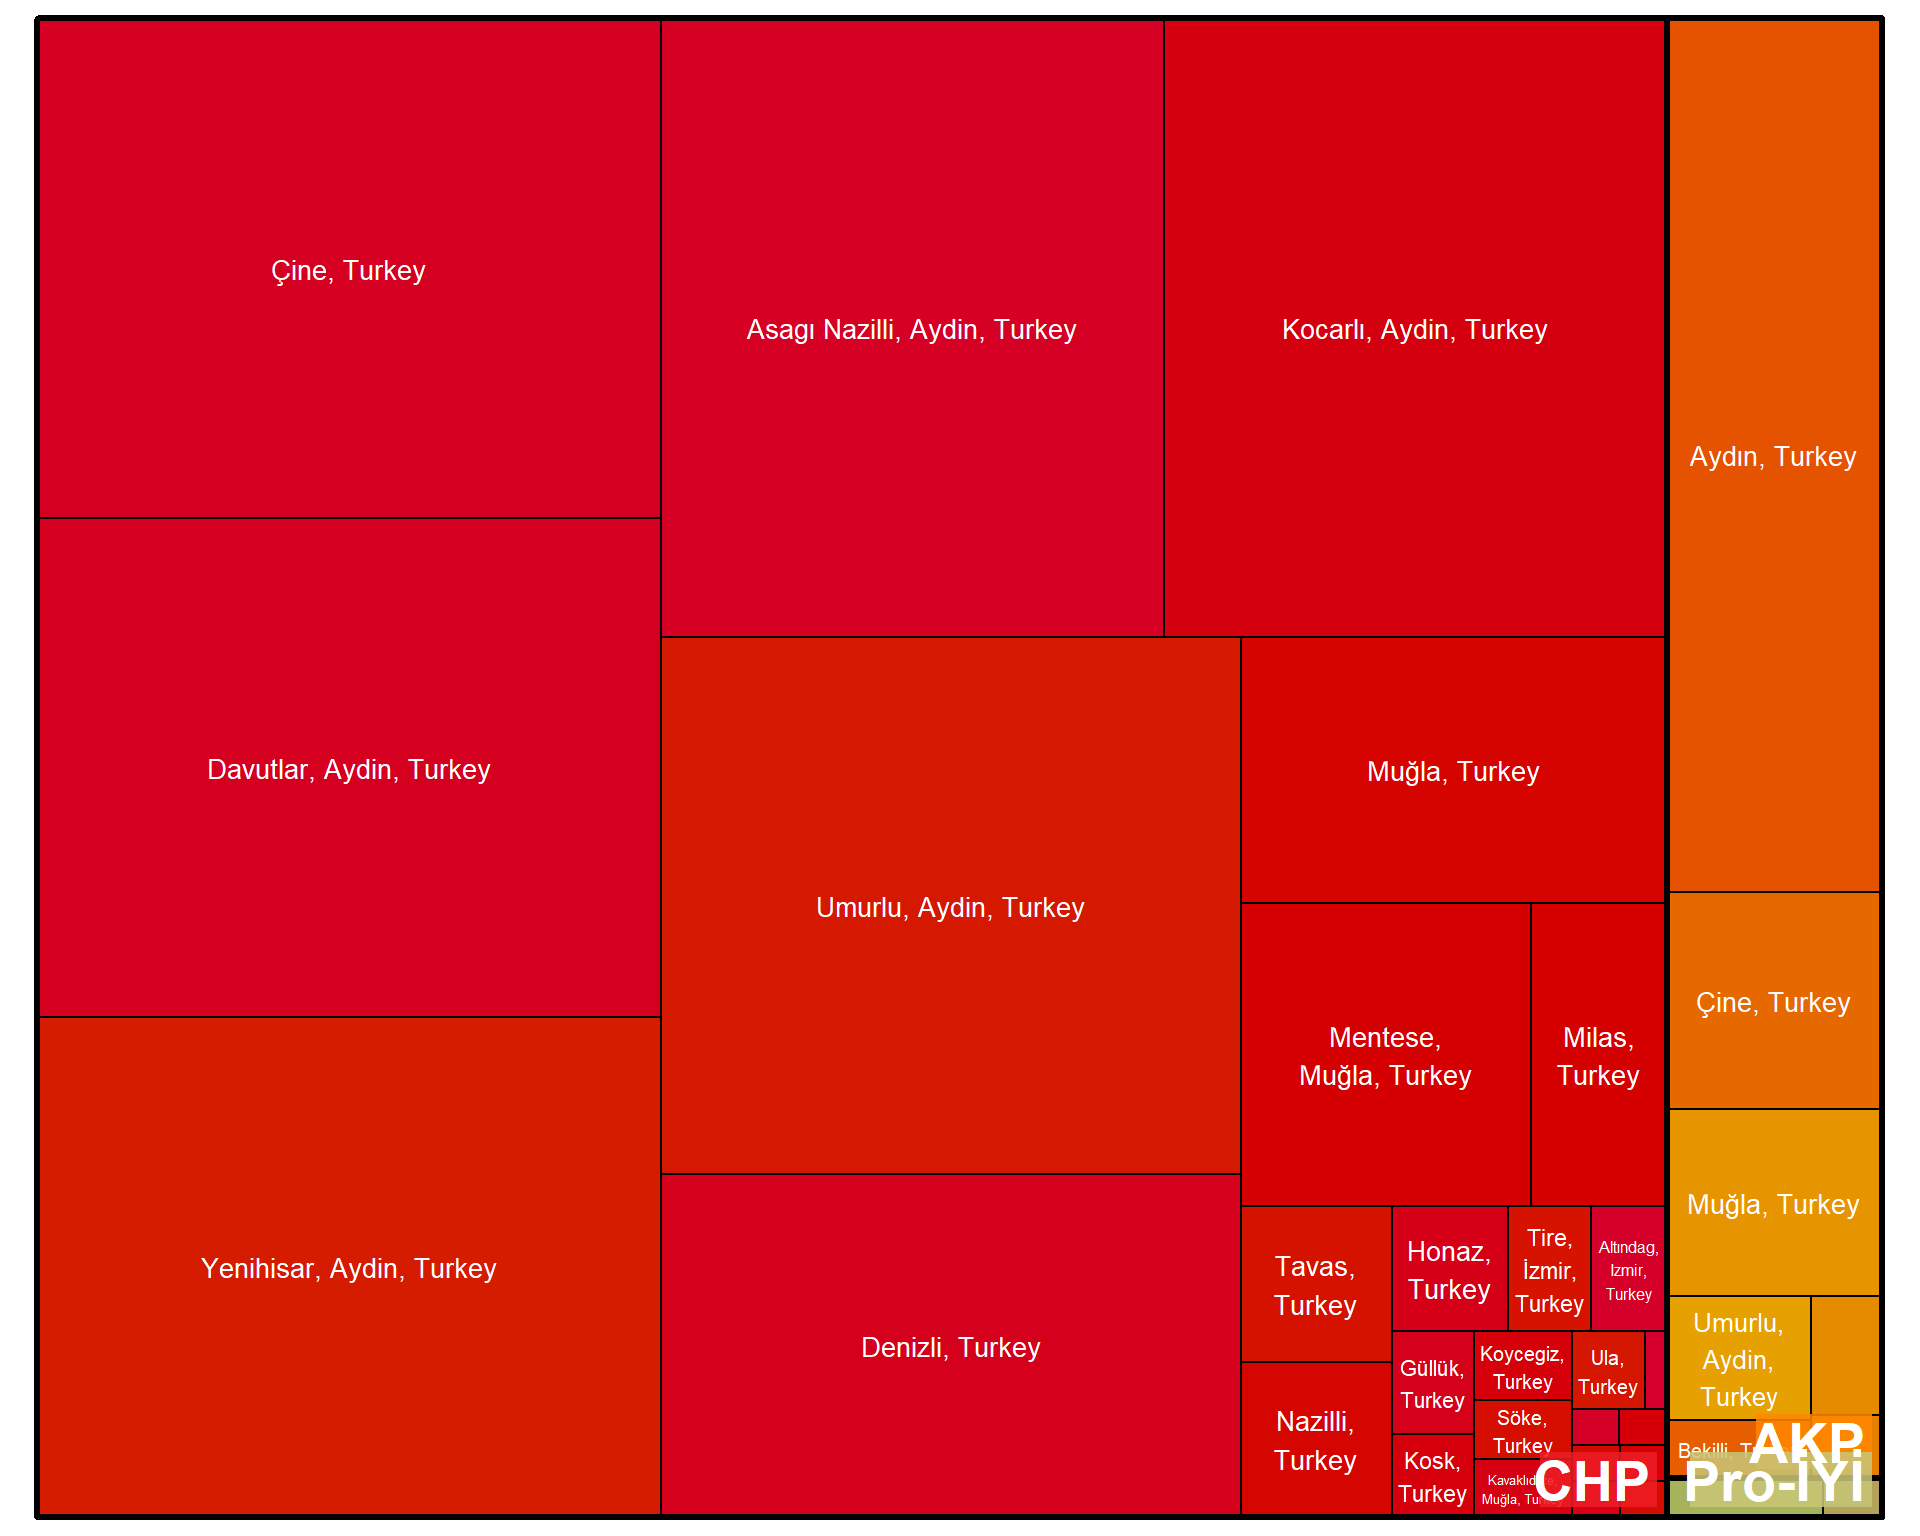 Çine, Turkey
Davutlar, Aydin, Turkey
Yenihisar, Aydin, Turkey
Asagı Nazilli, Aydin, Turkey
Kocarlı, Aydin, Turkey
Umurlu, Aydin, Turkey
Denizli, Turkey
Muğla, Turkey
Mentese,
Muğla, Turkey
Milas,
Turkey
Tavas,
Turkey
Nazilli,
Turkey
Honaz,
Turkey
Tire,
İzmir,
Turkey
Altındag,
Izmir,
Turkey
Güllük,
Turkey
Kosk,
Turkey
Koycegiz,
Turkey
Söke,
Turkey
Muğla,
Ula,
Turkey
CHP
Aydın, Turkey
Çine, Turkey
Muğla, Turkey
Umurlu,
Aydin,
Turkey
Bekilli,
AKP
Pro-İYİ